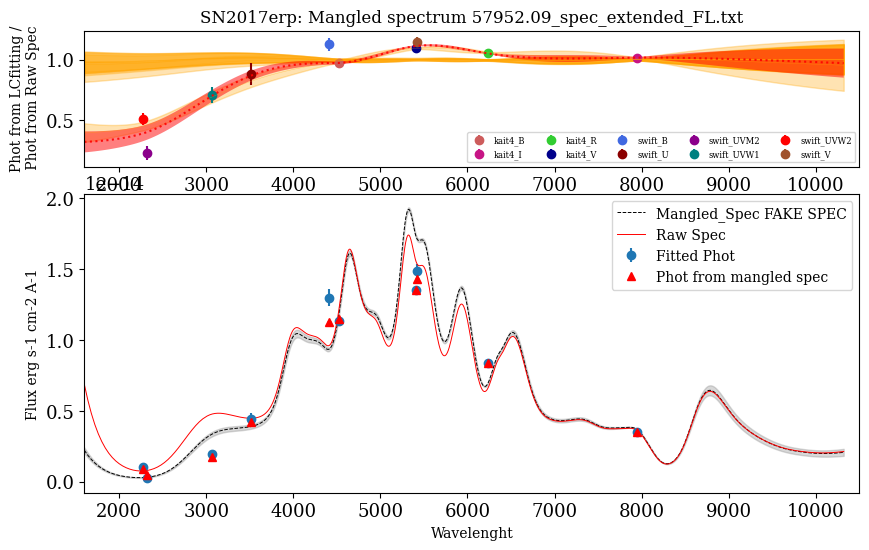 SN2017erp: Mangled spectrum 57952.09_spec_extended_FL.txt
Phot from LCfitting /
Phot from Raw Spec
1.0
0.5
kait4_B kait4_R swift_B swift_UVM2 swift_UVW2
kait4_I kait4_V swift_U swift_UVW1 swift_V
2000 3000 4000 5000 6000 7000 8000 9000 10000
1e−14
Flux erg s-1 cm-2 A-1
2.0
1.5
1.0
0.5
0.0
Mangled_Spec FAKE SPEC
Raw Spec
Fitted Phot
Phot from mangled spec
2000 3000 4000 5000 6000 7000 8000 9000 10000
Wavelenght